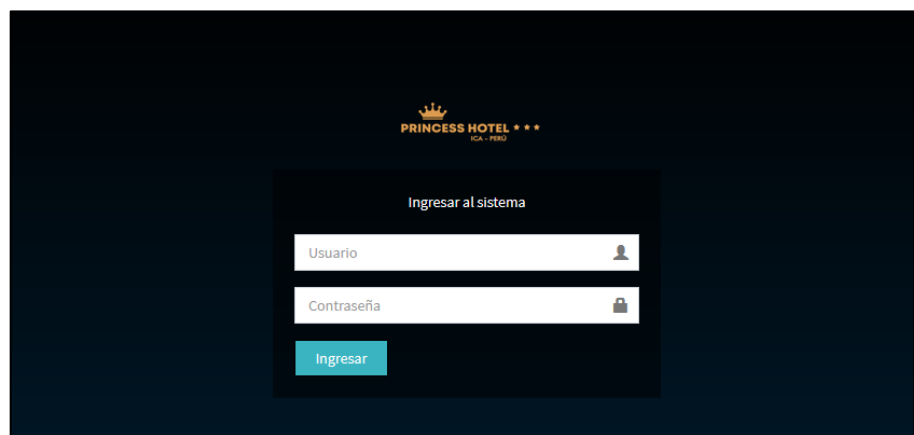 PRINCESS HOTEL ★ ★ ★
ICA - PERÚ
Ingresar al sistema
Usuario
Contraseña
Ingresar